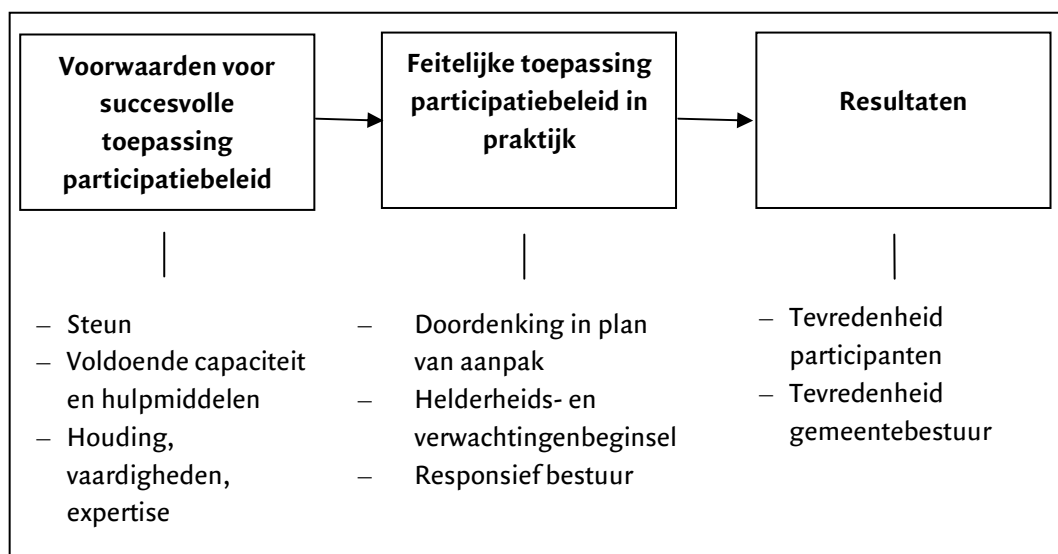 Voorwaarden voor
succesvolle
toepassing
participatiebeleid
Feitelijke toepassing
participatiebeleid in
praktijk
Resultaten
– Steun
– Voldoende capaciteit
en hulpmiddelen
– Houding,
vaardigheden,
expertise
– Doordenking in plan
van aanpak
– Helderheids- en
verwachtingenbeginsel
– Responsief bestuur
– Tevredenheid
participanten
– Tevredenheid
gemeentebestuur